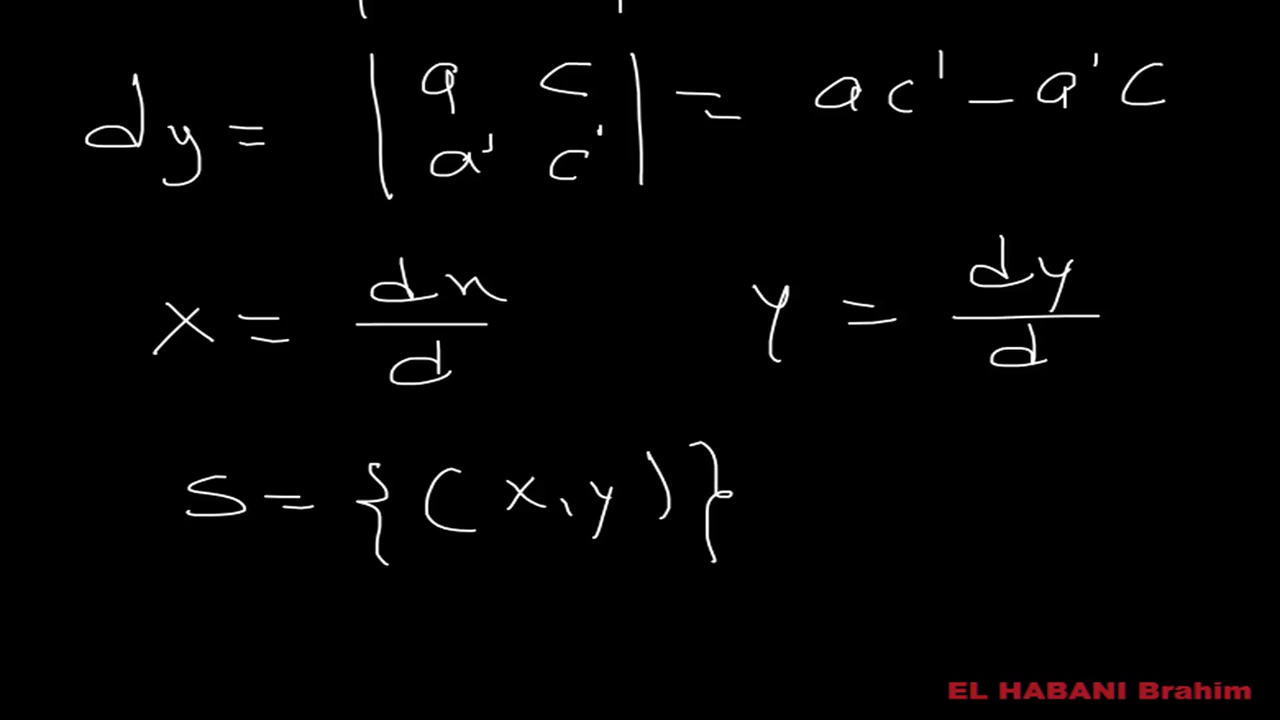 dy = | a c | = ac' - a'c
| a' c' |
x = dx/d y = dy/d
S = {(x,y)}
EL HABANI Brahim